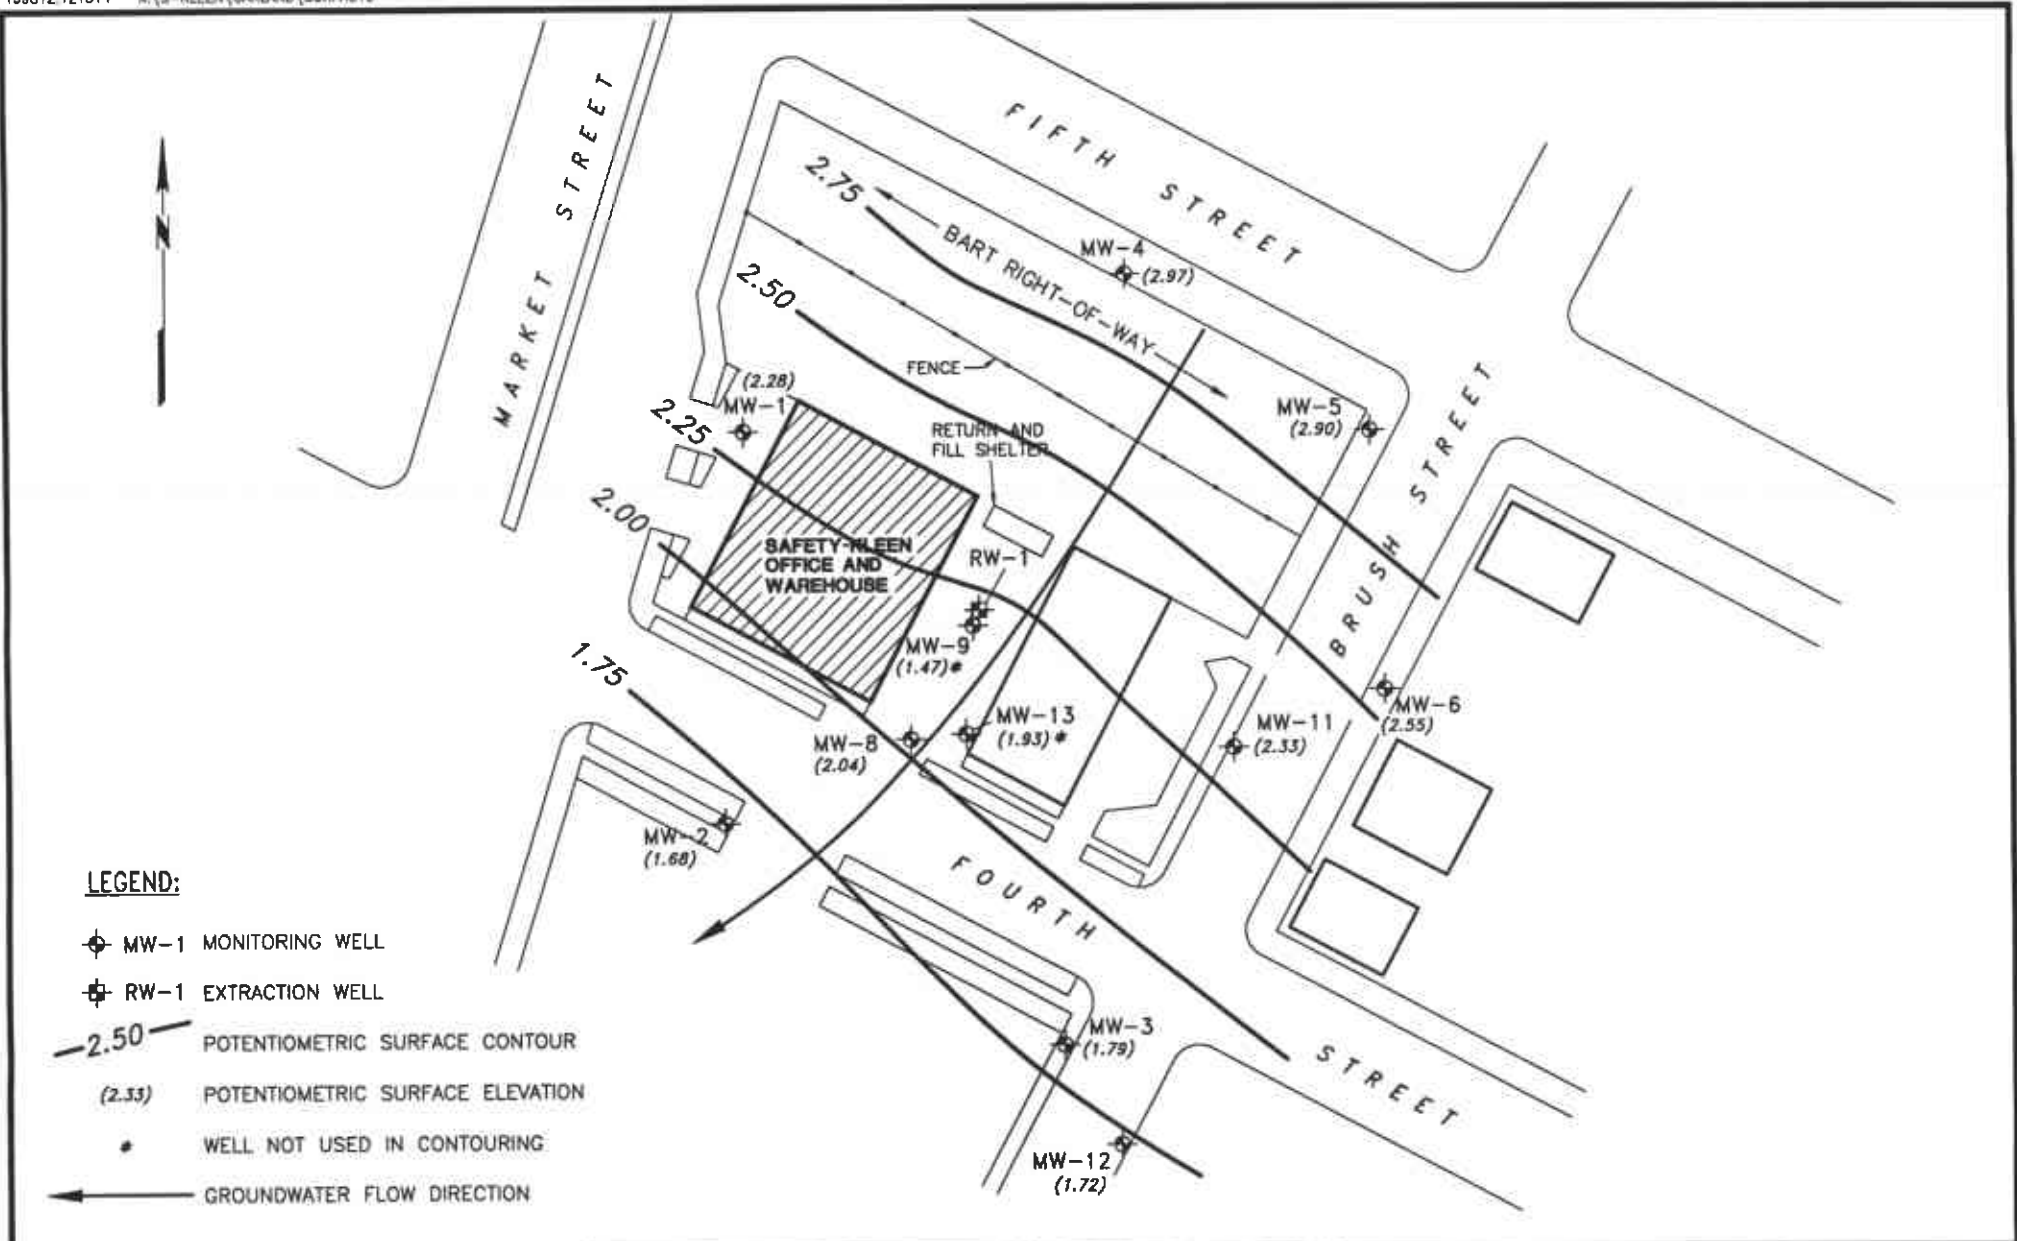 FIFTH STREET
MARKET STREET
N
2.75
BART RIGHT-OF-WAY
MW-4
(2.97)
2.50
FENCE
(2.28)
MW-1
2.25
RETURN AND
FILL SHELTER
MW-5
(2.90)
BRUSH STREET
2.00
SAFETY-KLEEN
OFFICE AND
WAREHOUSE
RW-1
MW-9
(1.47)*
1.75
MW-13
(1.93)*
MW-8
(2.04)
MW-11
(2.33)
MW-6
(2.55)
MW-2
(1.68)
FOURTH STREET
MW-3
(1.79)
MW-12
(1.72)
LEGEND:
MW-1 MONITORING WELL
RW-1 EXTRACTION WELL
2.50 POTENTIOMETRIC SURFACE CONTOUR
(2.33) POTENTIOMETRIC SURFACE ELEVATION
* WELL NOT USED IN CONTOURING
GROUNDWATER FLOW DIRECTION